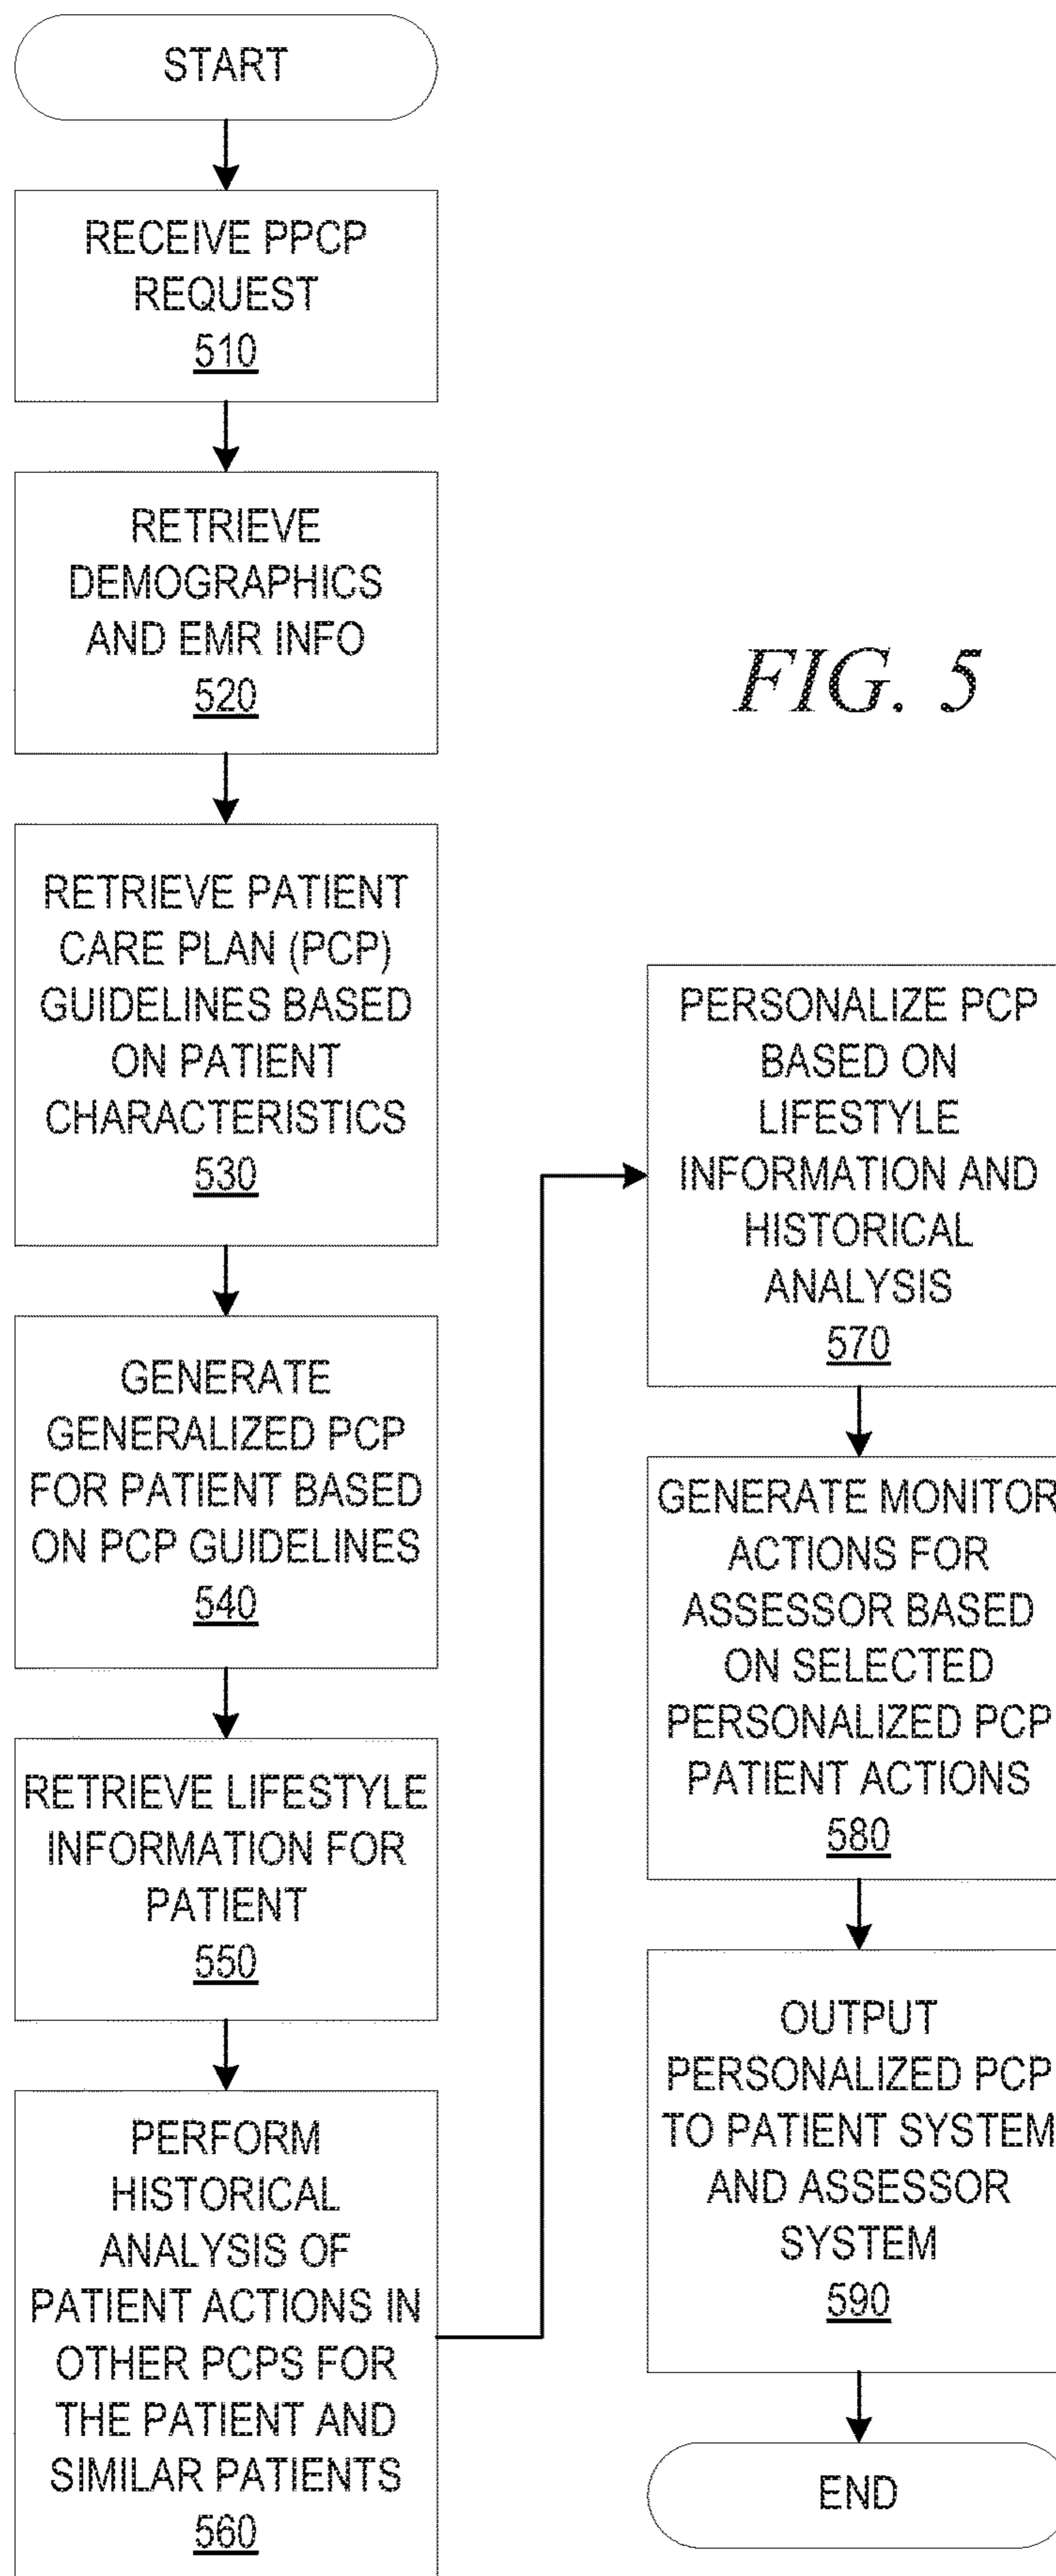 START
RECEIVE PPCP
REQUEST
510
RETRIEVE
DEMOGRAPHICS
AND EMR INFO
520
RETRIEVE PATIENT
CARE PLAN (PCP)
GUIDELINES BASED
ON PATIENT
CHARACTERISTICS
530
GENERATE
GENERALIZED PCP
FOR PATIENT BASED
ON PCP GUIDELINES
540
RETRIEVE LIFESTYLE
INFORMATION FOR
PATIENT
550
PERFORM
HISTORICAL
ANALYSIS OF
PATIENT ACTIONS IN
OTHER PCPS FOR
THE PATIENT AND
SIMILAR PATIENTS
560
FIG. 5
PERSONALIZE PCP
BASED ON
LIFESTYLE
INFORMATION AND
HISTORICAL
ANALYSIS
570
GENERATE MONITOR
ACTIONS FOR
ASSESSOR BASED
ON SELECTED
PERSONALIZED PCP
PATIENT ACTIONS
580
OUTPUT
PERSONALIZED PCP
TO PATIENT SYSTEM
AND ASSESSOR
SYSTEM
590
END